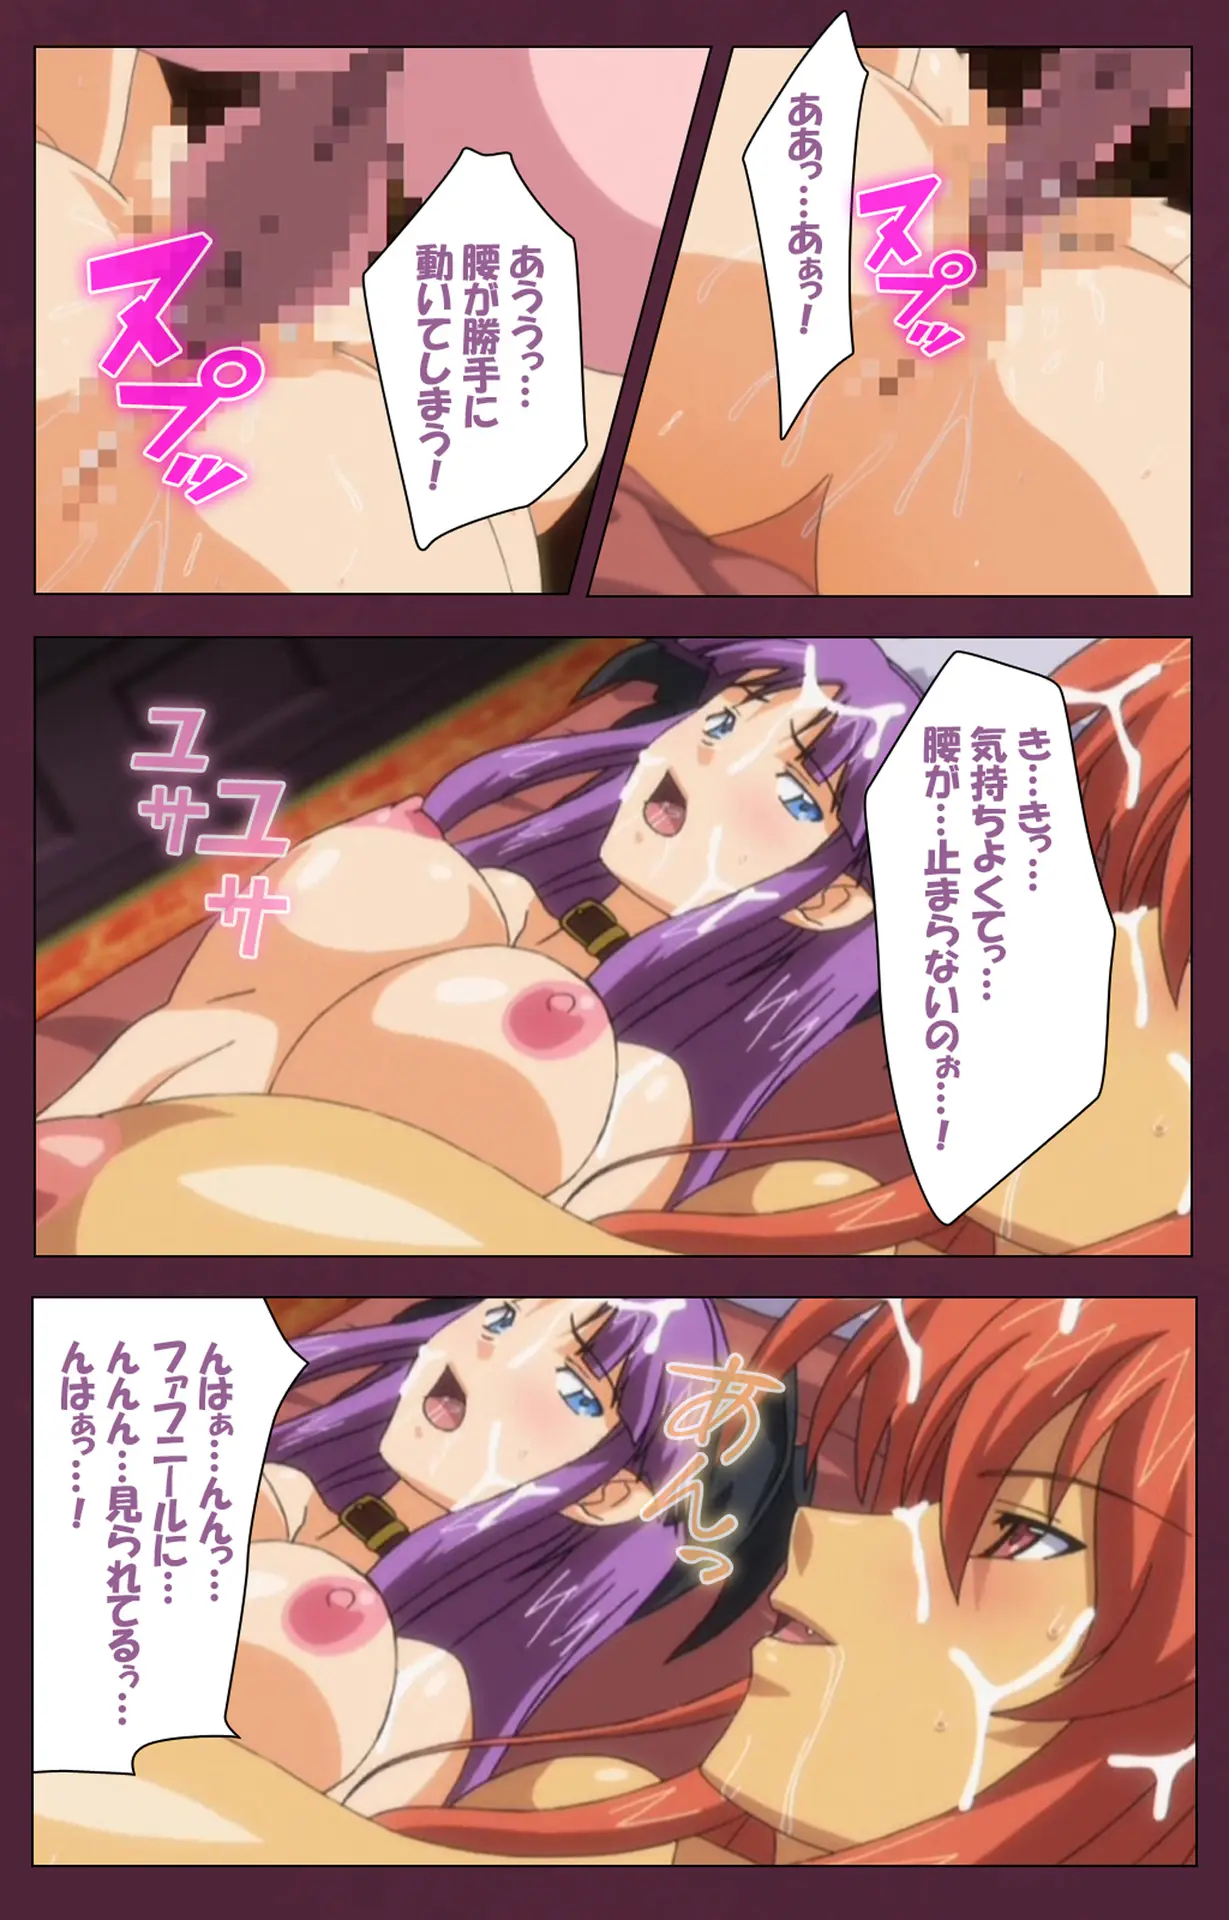 ああっ…あぁっ！
ヌプッ
あううっ…
腰が勝手に
動いてしまう！
ヌプッ
き…きっ…
気持ちよくてっ…
腰が…止まらないのぉ…！
ユサ
ユサ
あんっ
んはぁ…んんっ…
ファフニールに…
んんん…見られてるぅ…
んはぁっ…！